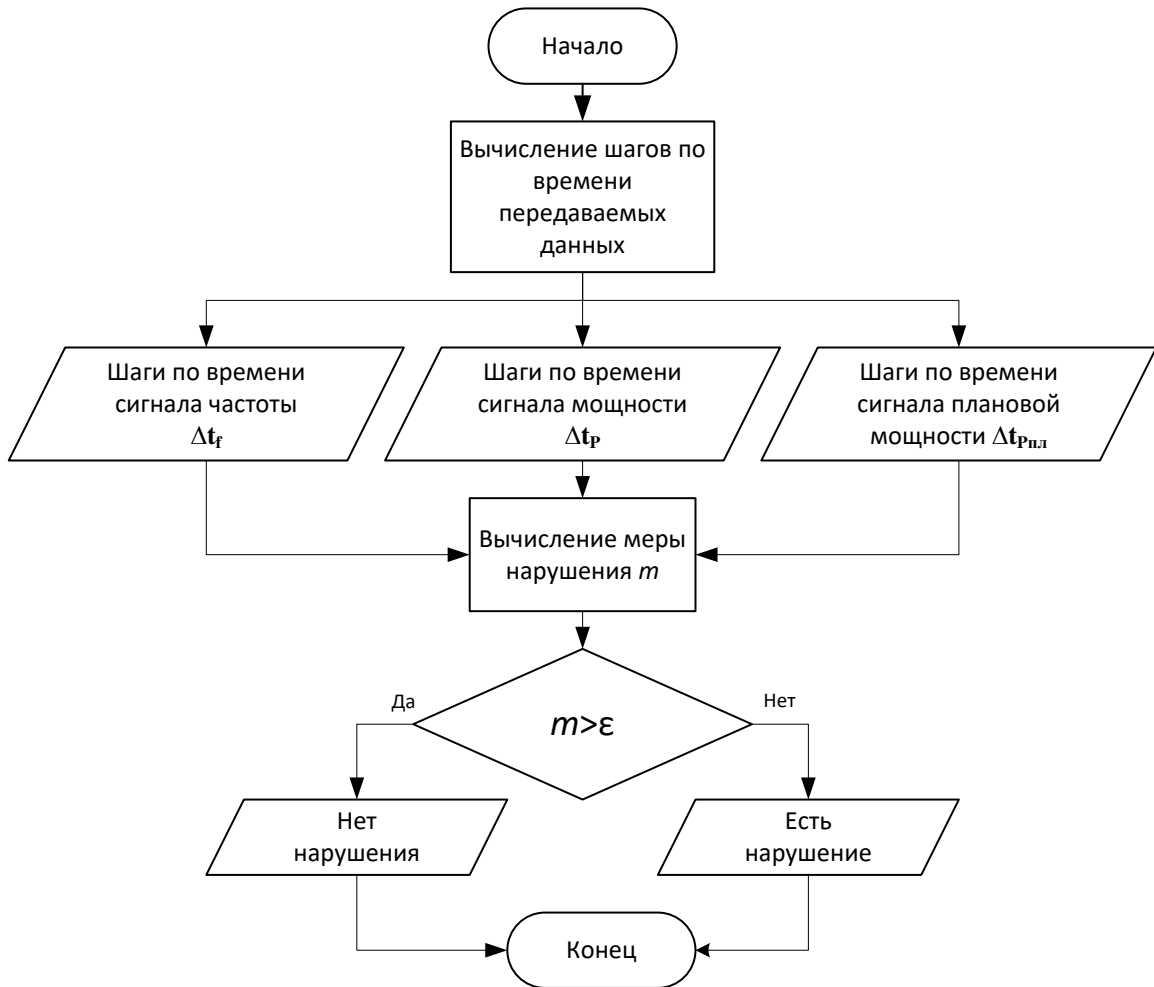 Начало
Вычисление шагов по
времени
передаваемых
данных
Шаги по времени
сигнала частоты
Δtf
Шаги по времени
сигнала мощности
ΔtP
Шаги по времени
сигнала плановой
мощности ΔtPпл
Вычисление меры
нарушения m
Да
m>ε
Нет
Нет
нарушения
Есть
нарушение
Конец